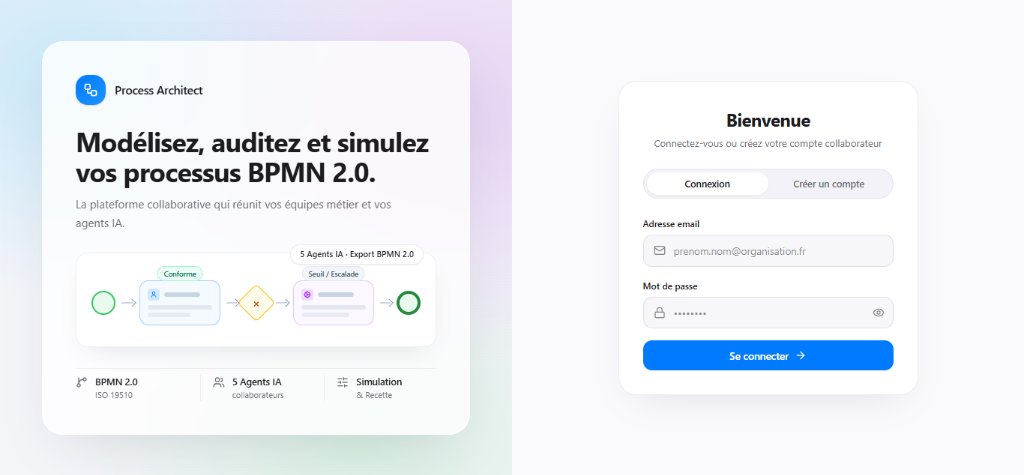 Process Architect
Modélisez, auditez et simulez
vos processus BPMN 2.0.
La plateforme collaborative qui réunit vos équipes métier et vos
agents IA.
5 Agents IA · Export BPMN 2.0
Conforme
Seuil / Escalade
BPMN 2.0
ISO 19510
5 Agents IA
collaborateurs
Simulation
& Recette
Bienvenue
Connectez-vous ou créez votre compte collaborateur
Connexion
Créer un compte
Adresse email
prenom.nom@organisation.fr
Mot de passe
••••••••
Se connecter →